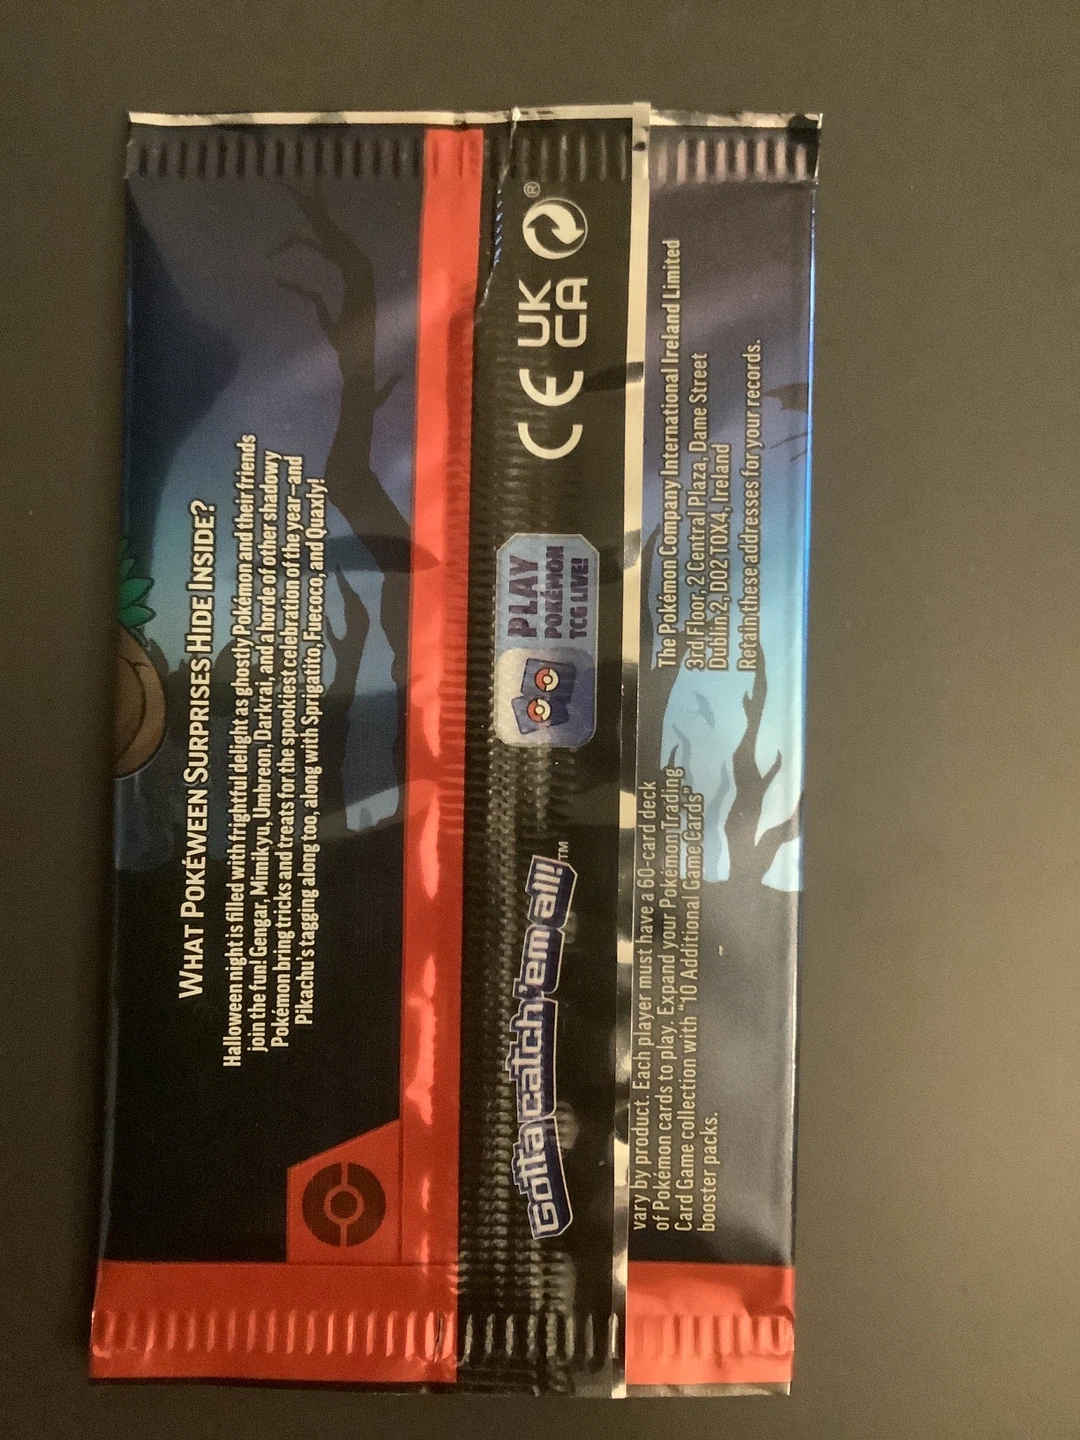 WHAT POKÉWEEN SURPRISES HIDE INSIDE?
Halloween night is filled with frightful delight as ghostly Pokémon and their friends
join the fun! Gengar, Mimikyu, Umbreon, Darkrai, and a horde of other shadowy
Pokémon bring tricks and treats for the spookiest celebration of the year—and
Pikachu's tagging along too, along with Sprigatito, Fuecoco, and Quaxly!
Gotta catch 'em all!™
PLAY
POKÉMON
TCG LIVE!
CE
UK
CA
®
vary by product. Each player must have a 60-card deck
of Pokémon cards to play. Expand your Pokémon Trading
Card Game collection with "10 Additional Game Cards"
booster packs.
The Pokémon Company International Ireland Limited
3rd Floor, 2 Central Plaza, Dame Street
Dublin 2, D02 T0X4, Ireland
Retain these addresses for your records.